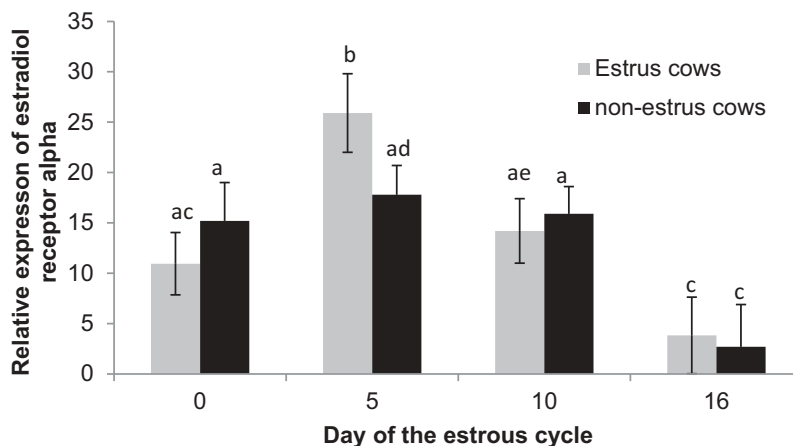 Relative expresson of estradiol
receptor alpha
35
30
25
20
15
10
5
0
b
Estrus cows
non-estrus cows
ac
a
ad
ae
a
c
c
0
5
10
16
Day of the estrous cycle